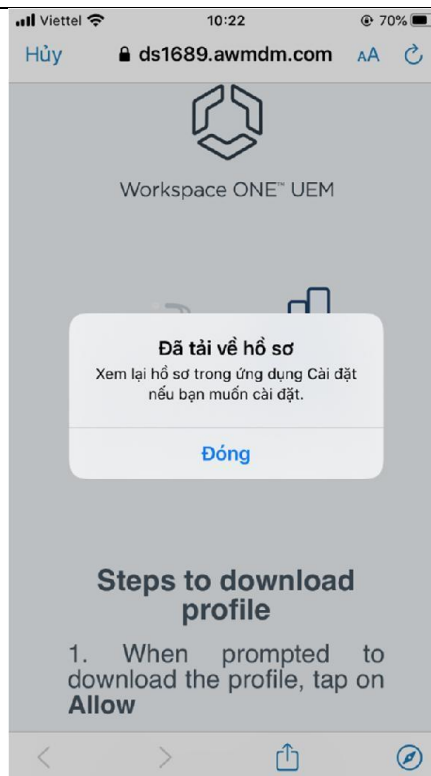 Viettel 10:22 70%
Hủy ds1689.awmdm.com AA
Workspace ONE™ UEM
Đã tải về hồ sơ
Xem lại hồ sơ trong ứng dụng Cài đặt
nếu bạn muốn cài đặt.
Đóng
Steps to download
profile
1. When prompted to
download the profile, tap on
Allow